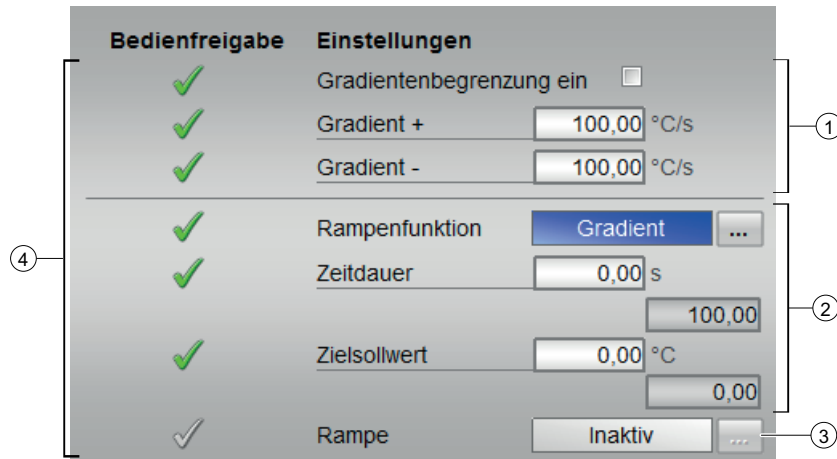 Bedienfreigabe Einstellungen
Gradientenbegrenzung ein
Gradient + 100,00 °C/s
Gradient - 100,00 °C/s
1
Rampenfunktion Gradient ...
Zeitdauer 0,00 s
100,00
Zielsollwert 0,00 °C
0,00
2
Rampe Inaktiv ...
3
4